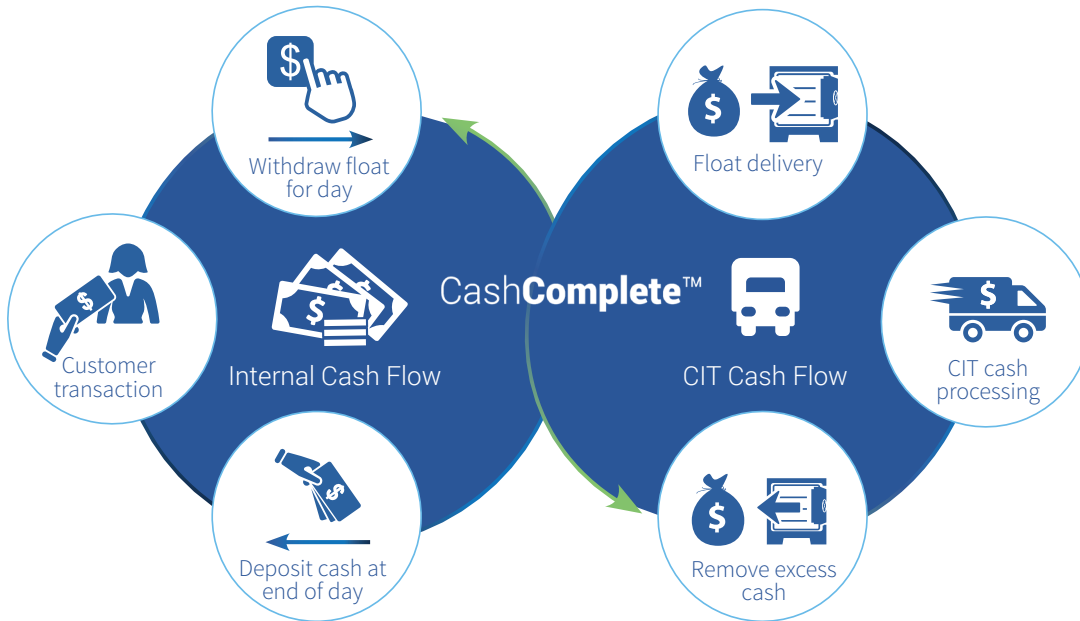 Withdraw float
for day
Float delivery
Customer
transaction
CashComplete™
Internal Cash Flow
CIT Cash Flow
CIT cash
processing
Deposit cash at
end of day
Remove excess
cash
$
$
$
$
$
$
$